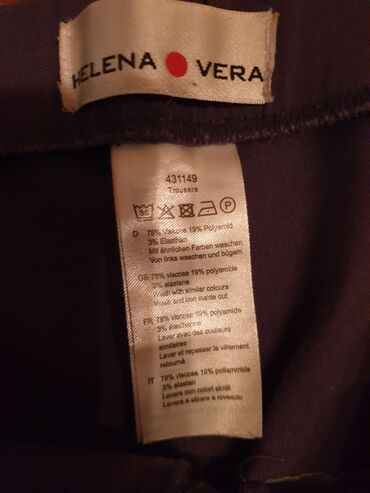 HELENA VERA
431149
Trousers
30 P
D 78% Viscose 19% Polyamid
3% Elasthan
Mit ähnlichen Farben waschen
Von links waschen und bügeln
GB 78% viscose 19% polyamide
3% elastane
Wash with similar colours
Wash and iron inside out
FR 78% viscose 19% polyamide
3% élasthanne
Laver avec des couleurs
similaires
Laver et repasser le vêtement
retourné
IT 78% viscosa 19% poliammide
3% elastan
Lavare con colori simili
Lavare e stirare a rovescio